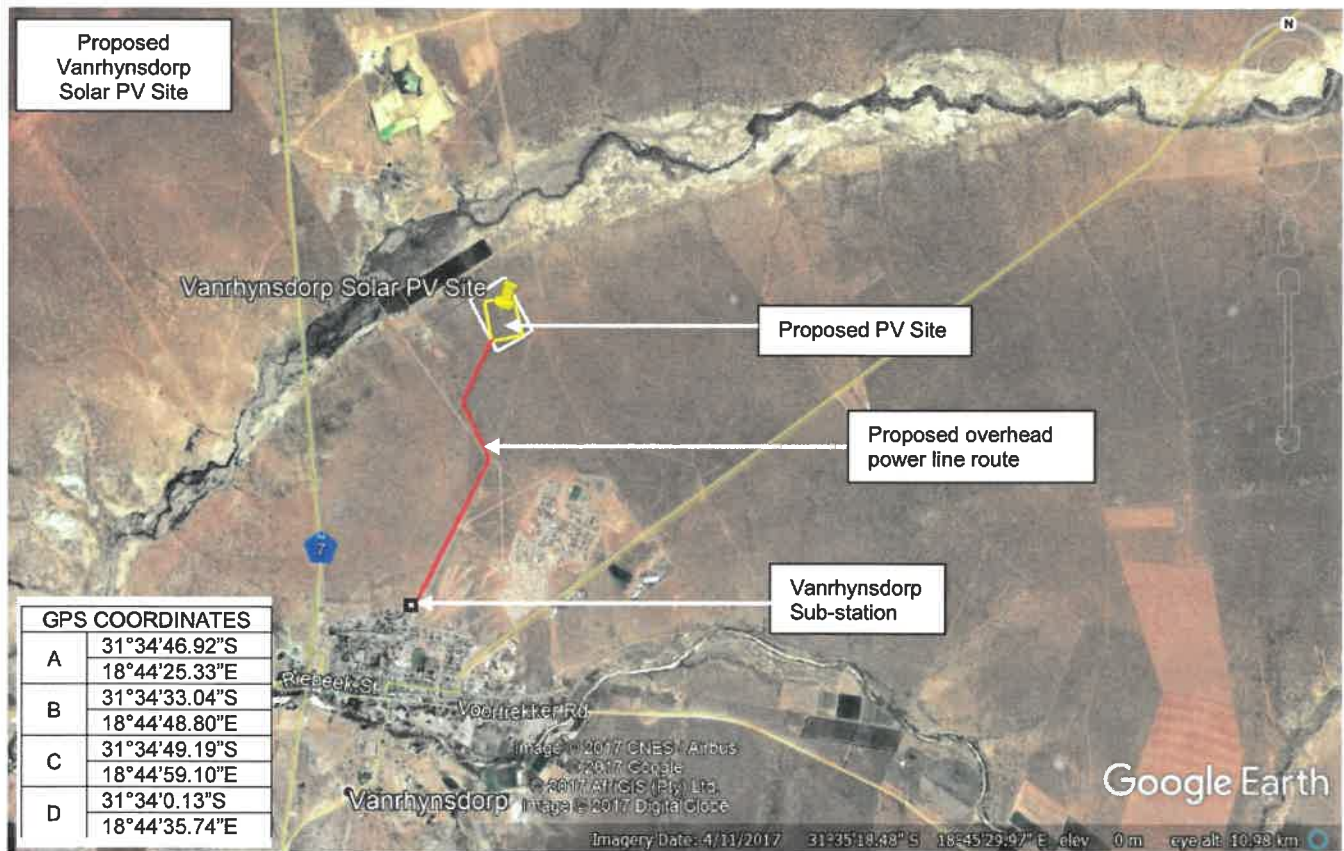 Proposed
Vanrhynsdorp
Solar PV Site
N
Vanrhynsdorp Solar PV Site
Proposed PV Site
Proposed overhead
power line route
7
Vanrhynsdorp
Sub-station
GPS COORDINATES
A
31°34'46.92"S
18°44'25.33"E
B
31°34'33.04"S
18°44'48.80"E
C
31°34'49.19"S
18°44'59.10"E
D
31°34'0.13"S
18°44'35.74"E
Riebeek St
Voortrekker Rd
Vanrhynsdorp
Image © 2017 CNES / Airbus
© 2017 Google
© 2017 AfriGIS (Pty) Ltd.
Image © 2017 Digital Globe
Google Earth
Imagery Date: 4/11/2017 31°35'18.48" S 18°45'29.97" E elev 0 m eye alt 10.98 km